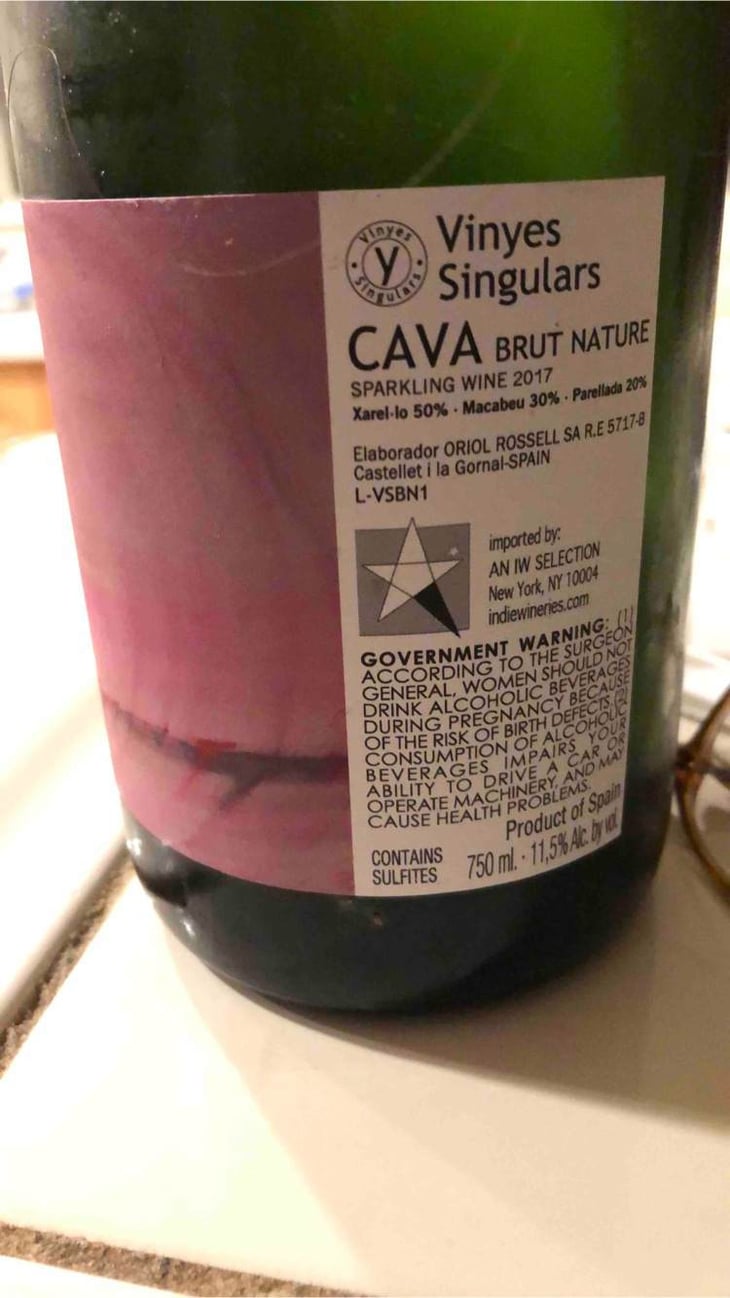 Vinyes
Y
Singulars
Vinyes
Singulars
CAVA BRUT NATURE
SPARKLING WINE 2017
Xarel·lo 50% · Macabeu 30% · Parellada 20%
Elaborador ORIOL ROSSELL SA R.E 5717-B
Castellet i la Gornal-SPAIN
L-VSBN1
imported by:
AN IW SELECTION
New York, NY 10004
indiewineries.com
GOVERNMENT WARNING: (1)
ACCORDING TO THE SURGEON
GENERAL, WOMEN SHOULD NOT
DRINK ALCOHOLIC BEVERAGES
DURING PREGNANCY BECAUSE
OF THE RISK OF BIRTH DEFECTS. (2)
CONSUMPTION OF ALCOHOLIC
BEVERAGES IMPAIRS YOUR
ABILITY TO DRIVE A CAR OR
OPERATE MACHINERY, AND MAY
CAUSE HEALTH PROBLEMS.
Product of Spain
CONTAINS
SULFITES
750 ml. · 11,5% Alc. by vol.